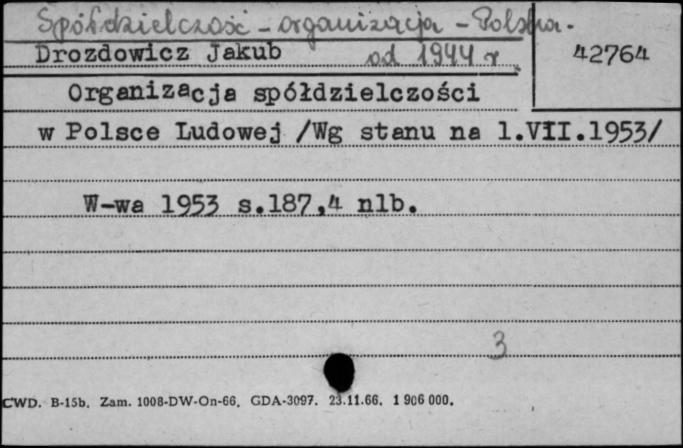 Spółdzielczość - organizacja - Polska.
Drozdowicz Jakub od 1944 r.
42764
Organizacja spółdzielczości
w Polsce Ludowej /Wg stanu na 1.VII.1953/
W-wa 1953 s.187,4 nlb.
3
CWD. B-15b. Zam. 1008-DW-On-66. GDA-3097. 23.11.66. 1 906 000.